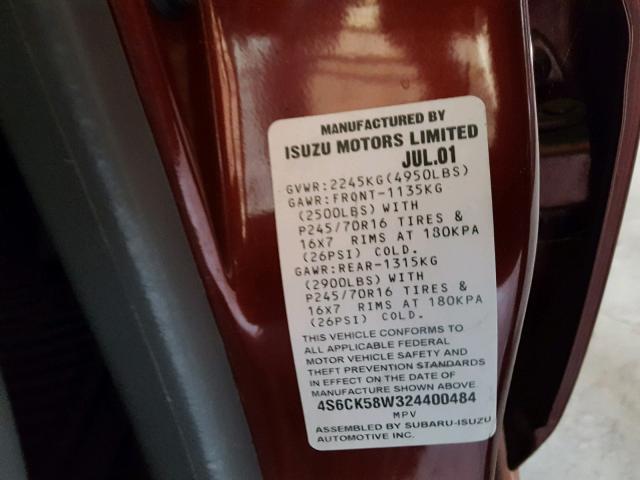 MANUFACTURED BY
ISUZU MOTORS LIMITED
JUL.01
GVWR:2245KG(4950LBS)
GAWR:FRONT-1135KG
(2500LBS) WITH
P245/70R16 TIRES &
16x7 RIMS AT 180KPA
(26PSI) COLD.
GAWR:REAR-1315KG
(2900LBS) WITH
P245/70R16 TIRES &
16x7 RIMS AT 180KPA
(26PSI) COLD.
THIS VEHICLE CONFORMS TO
ALL APPLICABLE FEDERAL
MOTOR VEHICLE SAFETY AND
THEFT PREVENTION STANDARDS
IN EFFECT ON THE DATE OF
MANUFACTURE SHOWN ABOVE
4S6CK58W324400484
MPV
ASSEMBLED BY SUBARU-ISUZU
AUTOMOTIVE INC.